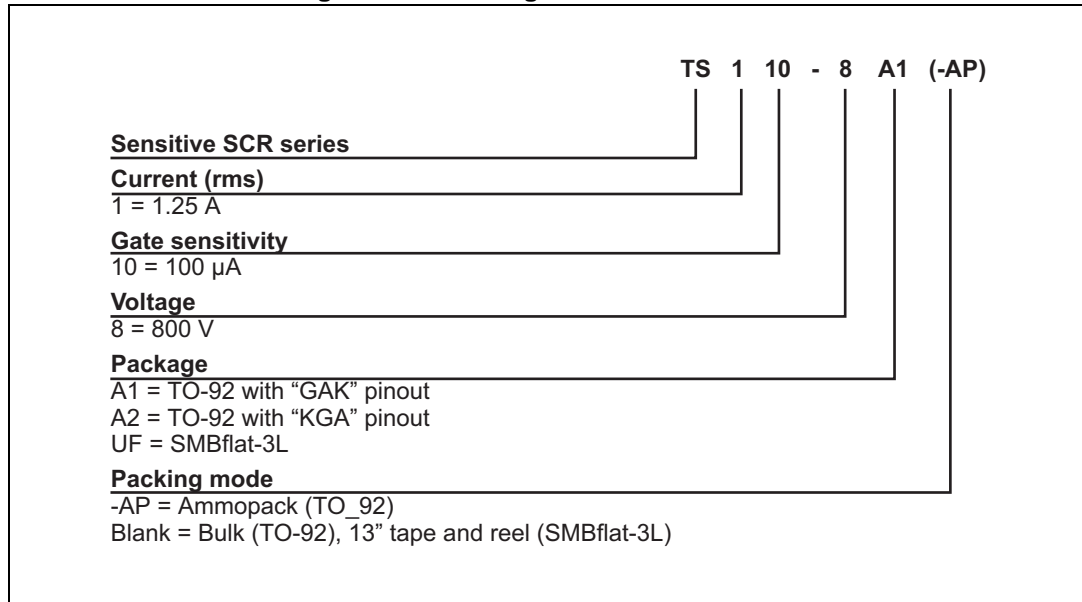 TS 1 10 - 8 A1 (-AP)
Sensitive SCR series
Current (rms)
1 = 1.25 A
Gate sensitivity
10 = 100 µA
Voltage
8 = 800 V
Package
A1 = TO-92 with “GAK” pinout
A2 = TO-92 with “KGA” pinout
UF = SMBflat-3L
Packing mode
-AP = Ammopack (TO_92)
Blank = Bulk (TO-92), 13” tape and reel (SMBflat-3L)